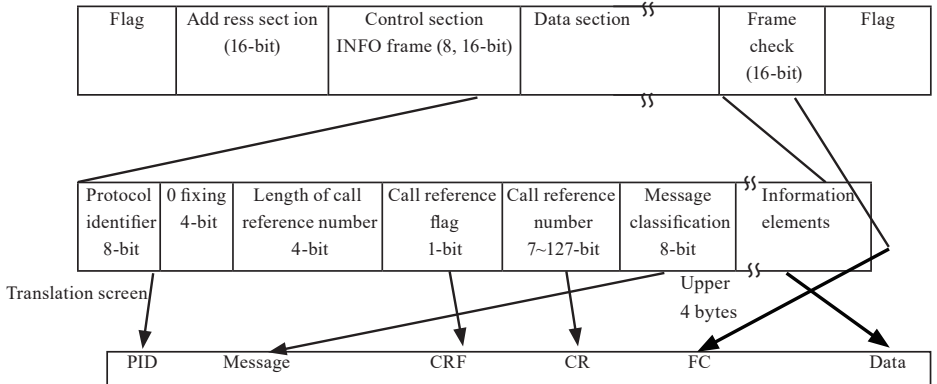 Flag
Add ress sect ion
(16-bit)
Control section
INFO frame (8, 16-bit)
Data section
Frame
check
(16-bit)
Flag
Protocol
identifier
8-bit
0 fixing
4-bit
Length of call
reference number
4-bit
Call reference
flag
1-bit
Call reference
number
7~127-bit
Message
classification
8-bit
Information
elements
Translation screen
Upper
4 bytes
PID
Message
CRF
CR
FC
Data